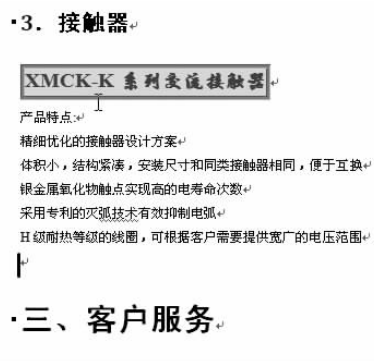 ·3．接触器
XMCK-K 系列交流接触器
产品特点:
精细优化的接触器设计方案
体积小，结构紧凑，安装尺寸和同类接触器相同，便于互换
银金属氧化物触点实现高的电寿命次数
采用专利的灭弧技术有效抑制电弧
H 级耐热等级的线圈，可根据客户需要提供宽广的电压范围
·三、客户服务